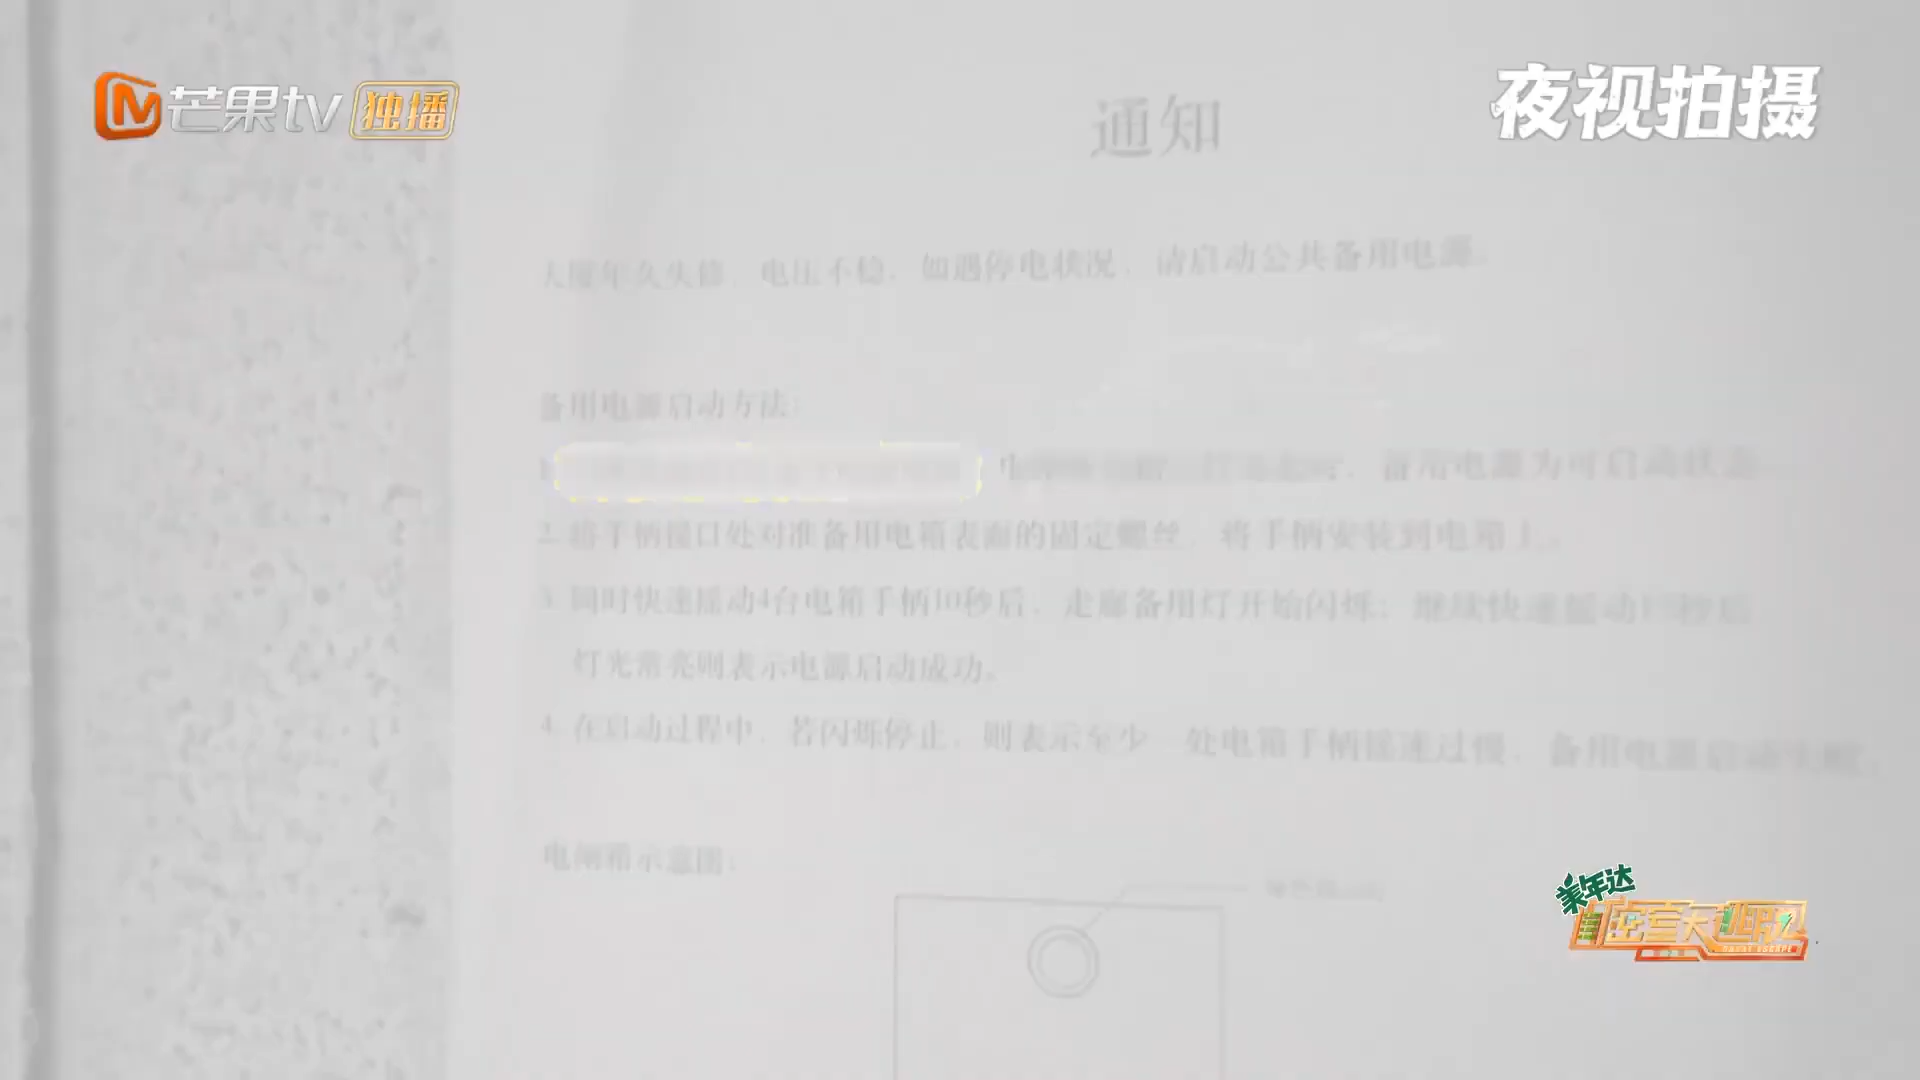 芒果tv 独播
夜视拍摄
通知
大厦年久失修，电压不稳，如遇停电状况，请启动公共备用电源。
备用电源启动方法：
备用电源为可启动状态
2. 将手柄接口处对准备用电箱表面的固定螺丝，将手柄安装到电箱上。
3. 同时快速摇动4台电箱手柄10秒后，走廊备用灯开始闪烁；继续快速摇动
灯光常亮则表示电源启动成功。
4. 在启动过程中，若闪烁停止，则表示至少一处电箱手柄摇速过慢，备用电源启动
电闸箱示意图：
美年达
密室大逃脱